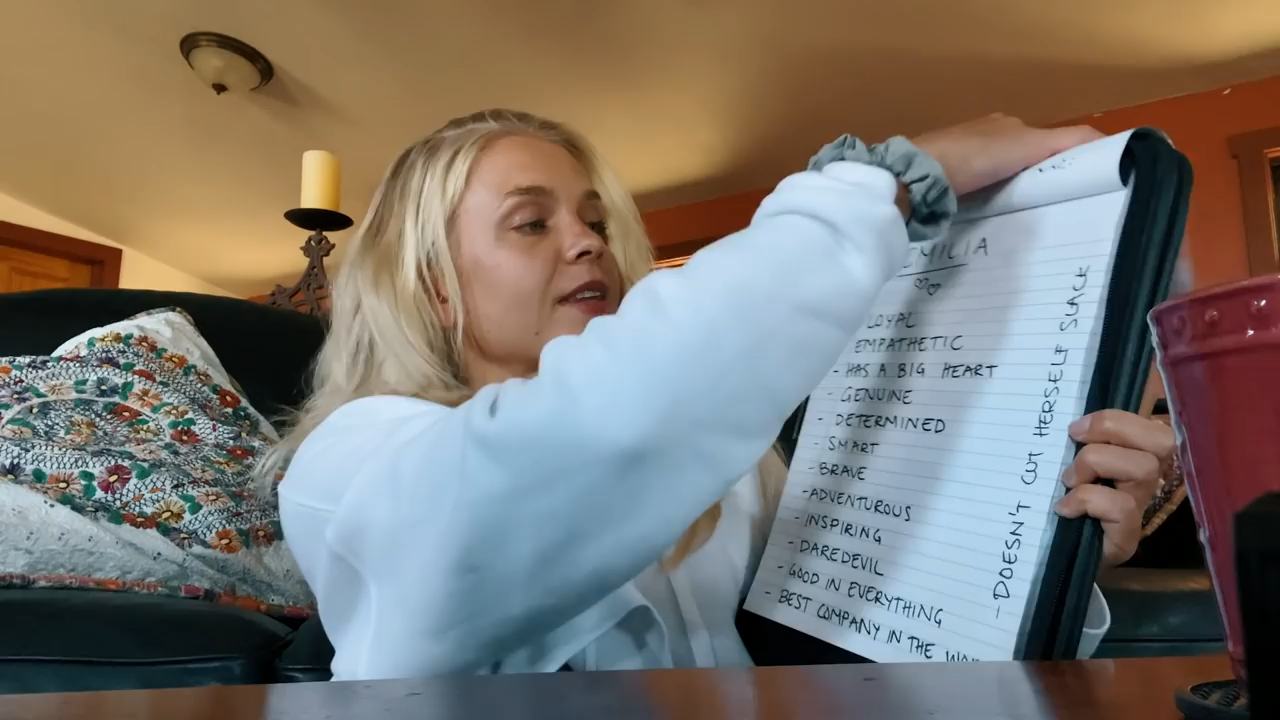 EMILIA
LOYAL
EMPATHETIC
- HAS A BIG HEART
- GENUINE
- DETERMINED
- SMART
- BRAVE
- ADVENTUROUS
- INSPIRING
- DAREDEVIL
- GOOD IN EVERYTHING
- BEST COMPANY IN THE
- DOESN'T CUT HERSELF SLACK